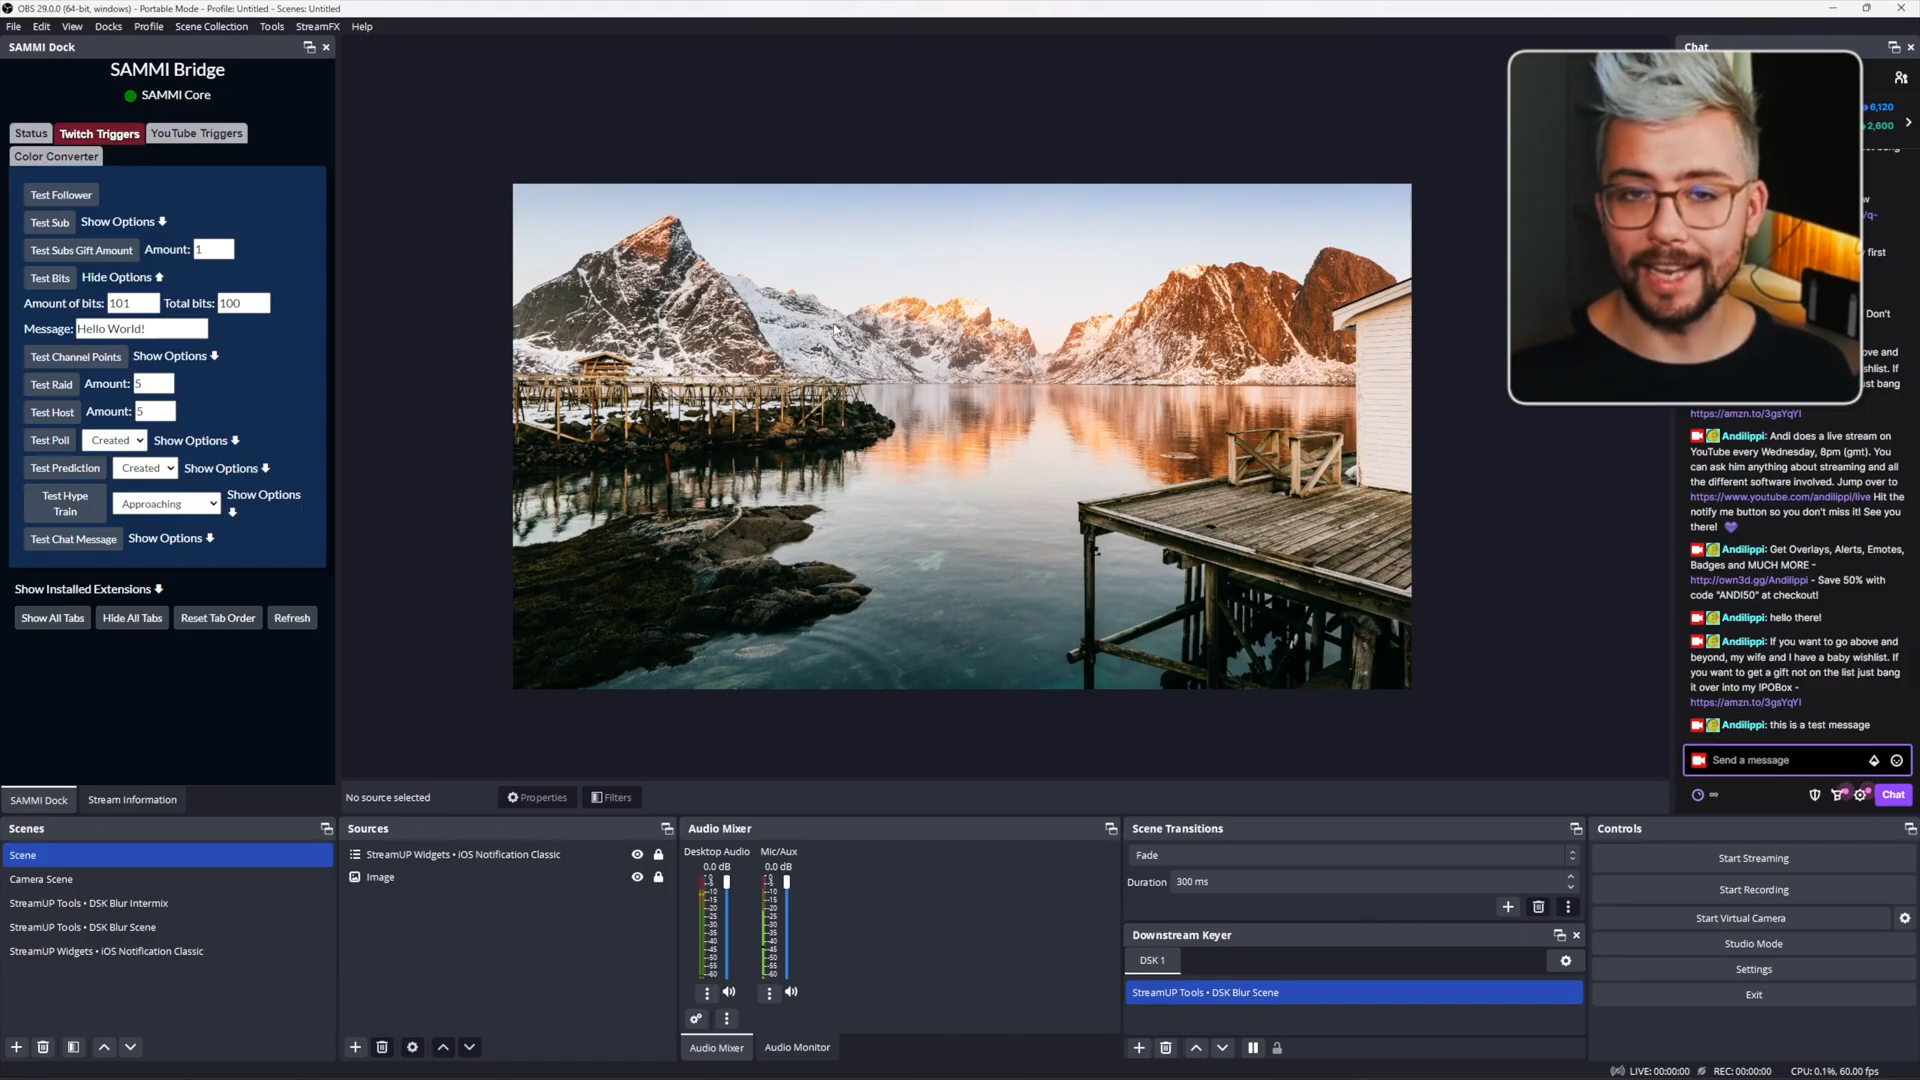 OBS 29.0.0 (64-bit, windows) - Portable Mode - Profile: Untitled - Scenes: Untitled
File Edit View Docks Profile Scene Collection Tools StreamFX Help
SAMMI Dock
SAMMI Bridge
SAMMI Core
Status Twitch Triggers YouTube Triggers
Color Converter
Test Follower
Test Sub Show Options
Test Subs Gift Amount Amount: 1
Test Bits Hide Options
Amount of bits: 101 Total bits: 100
Message: Hello World!
Test Channel Points Show Options
Test Raid Amount: 5
Test Host Amount: 5
Test Poll Created Show Options
Test Prediction Created Show Options
Test Hype Train Approaching Show Options
Test Chat Message Show Options
Show Installed Extensions
Show All Tabs Hide All Tabs Reset Tab Order Refresh
SAMMI Dock Stream Information
Chat
6,120
2,600
first
Don't
ve and
hlist. If
ust bang
https://amzn.to/3gsYqYI
Andilippi: Andi does a live stream on
YouTube every Wednesday, 8pm (gmt). You
can ask him anything about streaming and all
the different software involved. Jump over to
https://www.youtube.com/andilippi/live Hit the
notify me button so you don't miss it! See you
there!
Andilippi: Get Overlays, Alerts, Emotes,
Badges and MUCH MORE -
http://own3d.gg/Andilippi - Save 50% with
code "ANDI50" at checkout!
Andilippi: hello there!
Andilippi: If you want to go above and
beyond, my wife and I have a baby wishlist. If
you want to get a gift not on the list just bang
it over into my !POBox -
https://amzn.to/3gsYqYI
Andilippi: this is a test message
Send a message
Chat
No source selected Properties Filters
Scenes
Scene
Camera Scene
StreamUP Tools • DSK Blur Intermix
StreamUP Tools • DSK Blur Scene
StreamUP Widgets • iOS Notification Classic
Sources
StreamUP Widgets • iOS Notification Classic
Image
Audio Mixer
Desktop Audio Mic/Aux
0.0 dB 0.0 dB
Audio Mixer Audio Monitor
Scene Transitions
Fade
Duration 300 ms
Downstream Keyer
DSK 1
StreamUP Tools • DSK Blur Scene
Controls
Start Streaming
Start Recording
Start Virtual Camera
Studio Mode
Settings
Exit
LIVE: 00:00:00 REC: 00:00:00 CPU: 0.1%, 60.00 fps